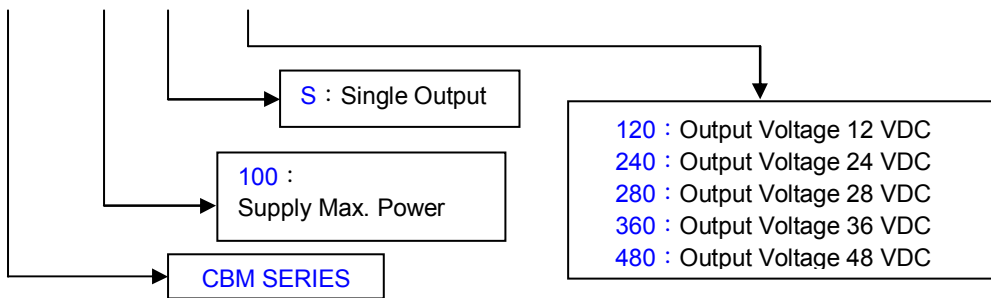 S：Single Output
100：
Supply Max. Power
CBM SERIES
120：Output Voltage 12 VDC
240：Output Voltage 24 VDC
280：Output Voltage 28 VDC
360：Output Voltage 36 VDC
480：Output Voltage 48 VDC